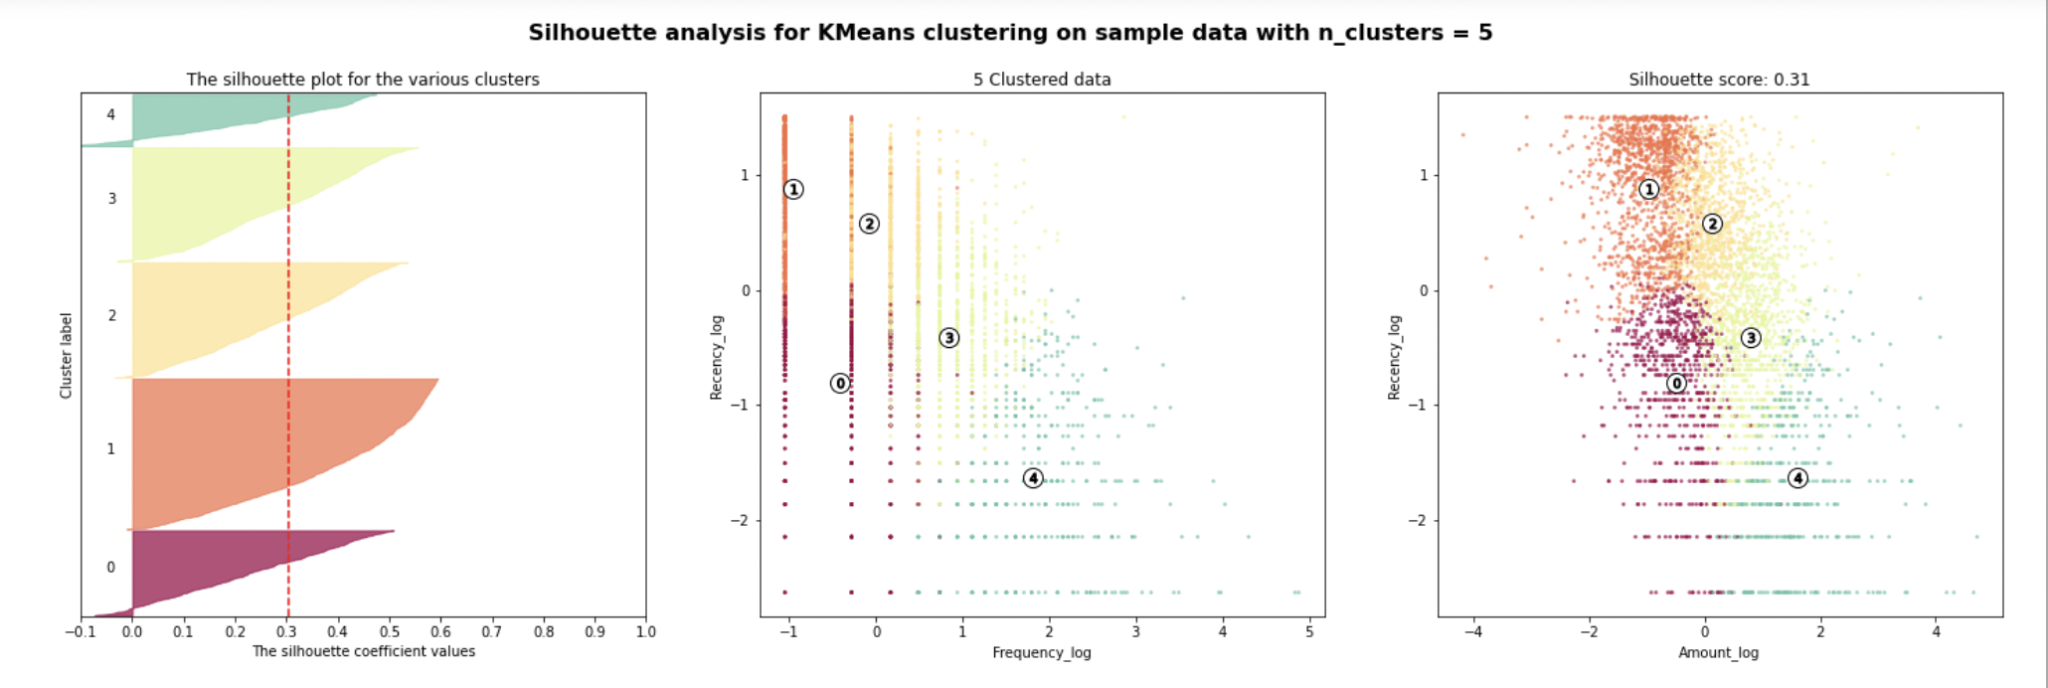 Silhouette analysis for KMeans clustering on sample data with n_clusters = 5
The silhouette plot for the various clusters
4
3
2
1
0
Cluster label
−0.1 0.0 0.1 0.2 0.3 0.4 0.5 0.6 0.7 0.8 0.9 1.0
The silhouette coefficient values
5 Clustered data
1
0
−1
−2
Recency_log
1
2
3
0
4
−1 0 1 2 3 4 5
Frequency_log
Silhouette score: 0.31
1
0
−1
−2
Recency_log
1
2
3
0
4
−4 −2 0 2 4
Amount_log